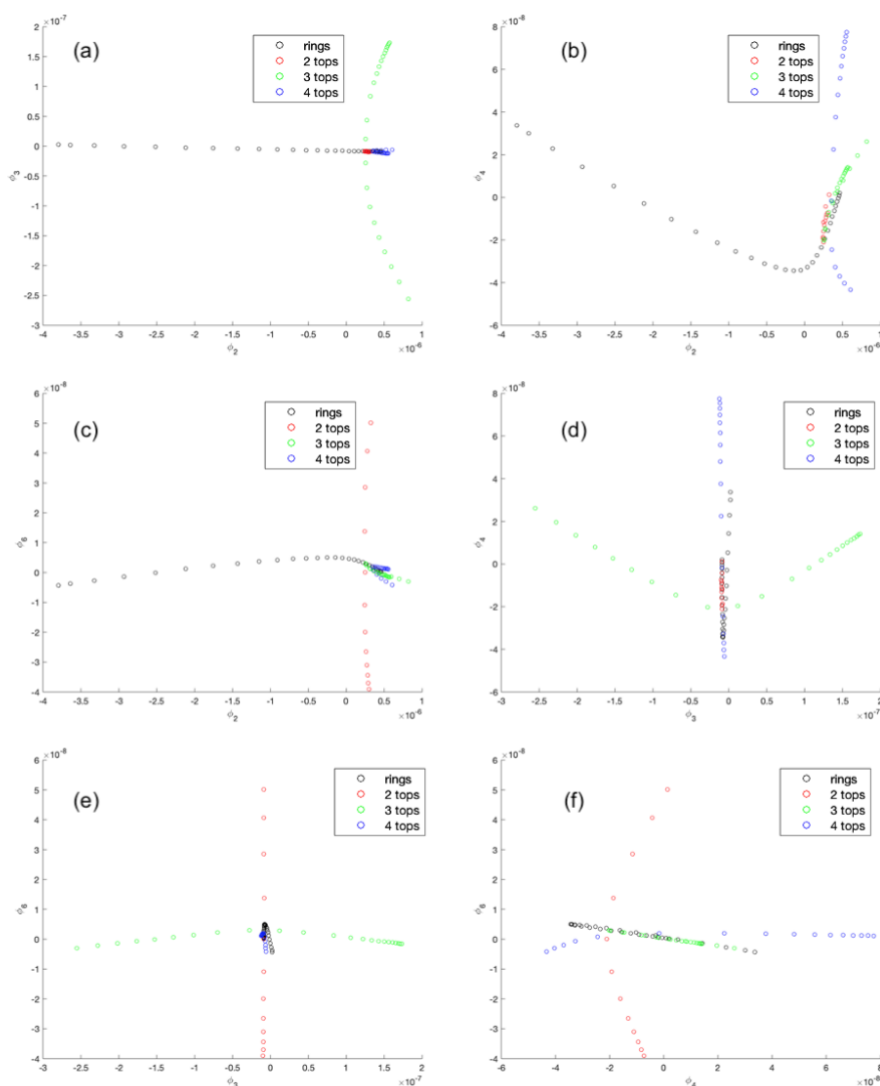 ×10⁻⁷ ×10⁻⁸
(a) (b)
rings
2 tops
3 tops
4 tops
rings
2 tops
3 tops
4 tops
2
1.5
1
0.5
0
-0.5
-1
-1.5
-2
-2.5
-3
ϕ₃
8
6
4
2
0
-2
-4
-6
ϕ₄
-4 -3.5 -3 -2.5 -2 -1.5 -1 -0.5 0 0.5 1
ϕ₂ ×10⁻⁶
-4 -3.5 -3 -2.5 -2 -1.5 -1 -0.5 0 0.5 1
ϕ₂ ×10⁻⁶
×10⁻⁸ ×10⁻⁸
(c) (d)
rings
2 tops
3 tops
4 tops
rings
2 tops
3 tops
4 tops
6
5
4
3
2
1
0
-1
-2
-3
-4
ϕ₆
8
6
4
2
0
-2
-4
-6
ϕ₄
-4 -3.5 -3 -2.5 -2 -1.5 -1 -0.5 0 0.5 1
ϕ₂ ×10⁻⁶
-3 -2.5 -2 -1.5 -1 -0.5 0 0.5 1 1.5 2
ϕ₃ ×10⁻⁷
×10⁻⁸ ×10⁻⁸
(e) (f)
rings
2 tops
3 tops
4 tops
rings
2 tops
3 tops
4 tops
6
5
4
3
2
1
0
-1
-2
-3
-4
ϕ₆
6
5
4
3
2
1
0
-1
-2
-3
-4
ϕ₆
-3 -2.5 -2 -1.5 -1 -0.5 0 0.5 1 1.5 2
ϕ₃ ×10⁻⁷
-6 -4 -2 0 2 4 6 8
ϕ₄ ×10⁻⁸